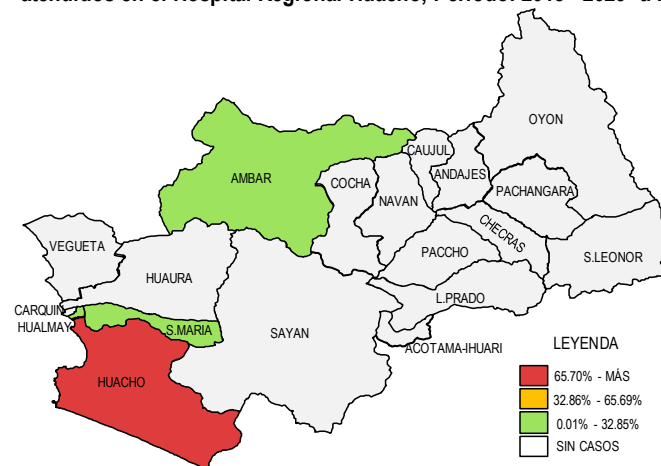 atendidos en el Hospital Regional Huacho, Periodo: 2019 - 2023
OYON
CAUJUL
AMBAR
COCHA
ANDAJES
NAVAN
PACHANGARA
VEGUETA
CHECRAS
PACCHO
S.LEONOR
HUAURA
L.PRADO
CARQUIN
HUALMAY
S.MARIA
SAYAN
ACOTAMA-IHUARI
HUACHO
LEYENDA
65.70% - MÁS
32.86% - 65.69%
0.01% - 32.85%
SIN CASOS